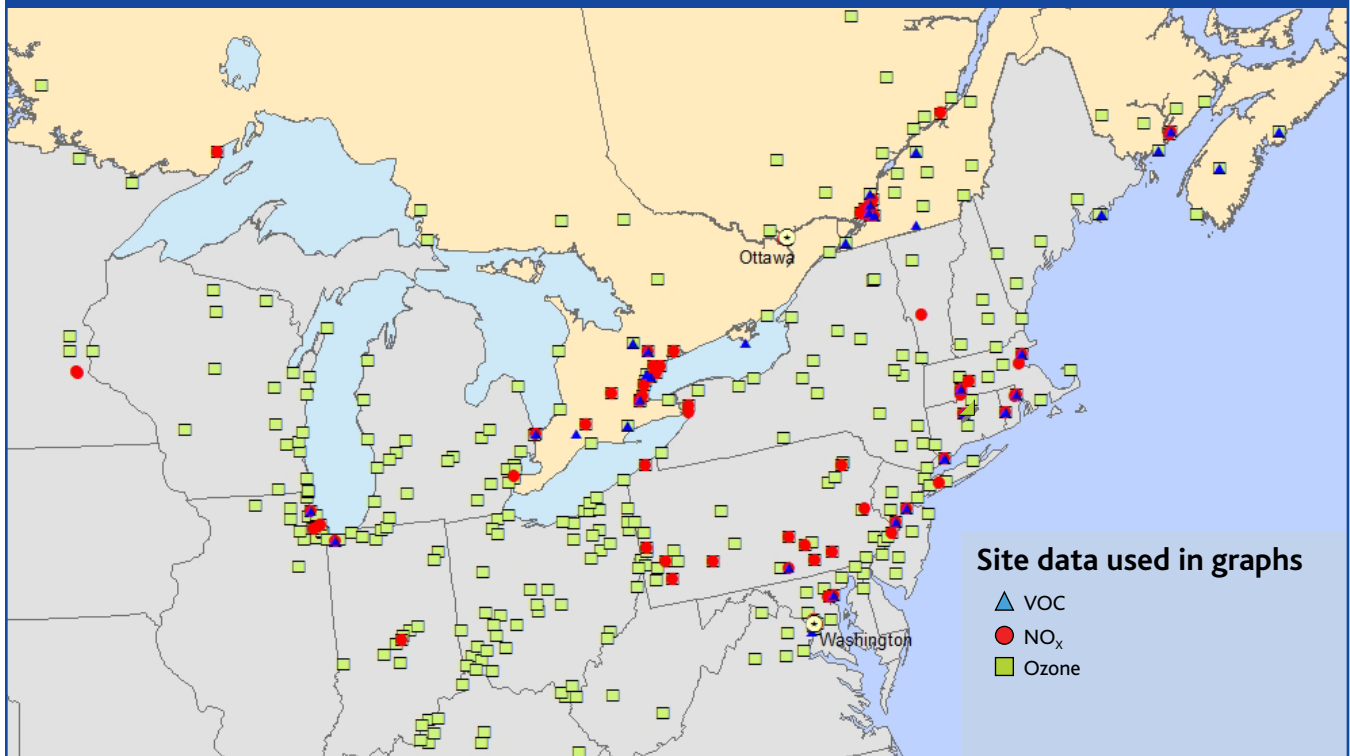 Ottawa
Washington
Site data used in graphs
VOC
NOₓ
Ozone